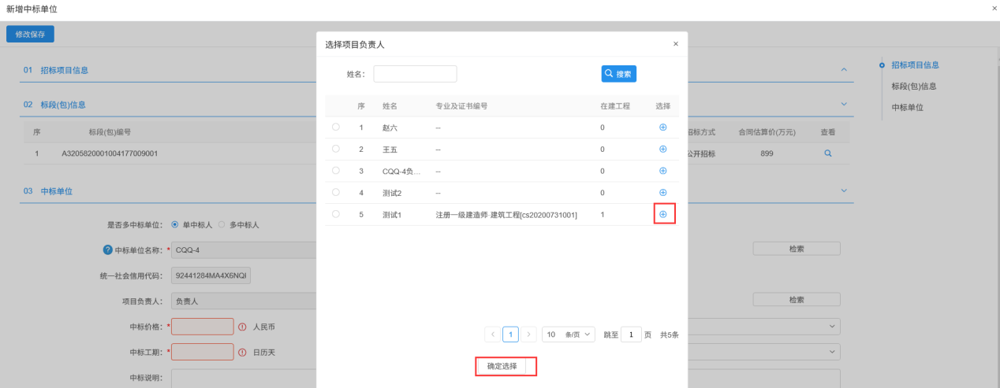 新增中标单位 ×
修改保存
选择项目负责人 ×
01 招标项目信息
招标项目信息
姓名: 搜索
标段(包)信息
02 标段(包)信息
中标单位
序 姓名 专业及证书编号 在建工程 选择
序 标段(包)编号
招标方式 合同估算价(万元) 查看
1 赵六 -- 0
1 A3205820001004177009001
公开招标 899
2 王五 -- 0
3 CQQ-4负... -- 0
03 中标单位
4 测试2 -- 0
5 测试1 注册一级建造师·建筑工程[cs20200731001] 1
是否多中标单位: 单中标人 多中标人
? 中标单位名称: * CQQ-4 检索
统一社会信用代码: 92441284MA4X6NQ
项目负责人: 负责人 检索
中标价格: * 人民币
< 1 > 10 条/页 跳至 1 页 共5条
中标工期: * 日历天
确定选择
中标说明: